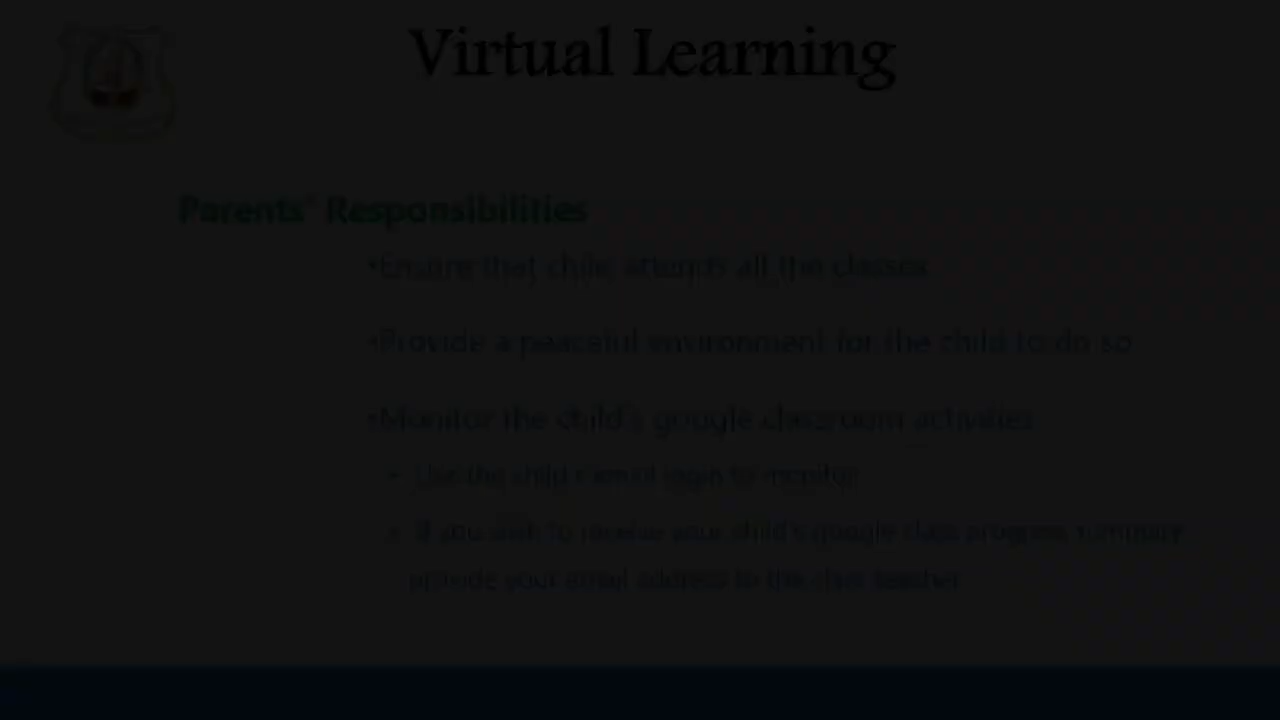 Virtual Learning
Parents' Responsibilities
•Ensure that child attends all the classes
•Provide a peaceful environment for the child to do so
•Monitor the child's google classroom activities
• Use the child's email login to monitor
• If you wish to receive your child's google class progress summary,
provide your email address to the class teacher